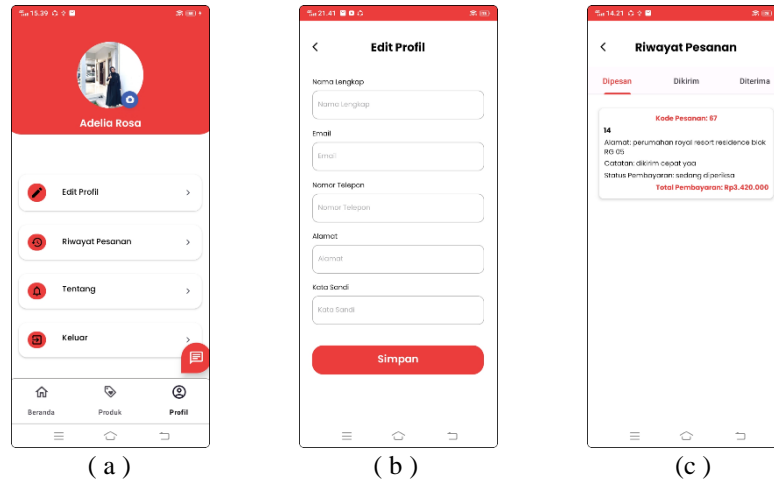 15.39
Adelia Rosa
Edit Profil
Riwayat Pesanan
Tentang
Keluar
Beranda
Produk
Profil
( a )
21.41
Edit Profil
Nama Lengkap
Nama Lengkap
Email
Email
Nomor Telepon
Nomor Telepon
Alamat
Alamat
Kata Sandi
Kata Sandi
Simpan
( b )
14.21
Riwayat Pesanan
Dipesan
Dikirim
Diterima
Kode Pesanan: 67
14
Alamat: perumahan royal resort residence blok
RG 05
Catatan: dikirim cepat yaa
Status Pembayaran: sedang diperiksa
Total Pembayaran: Rp3.420.000
(c )